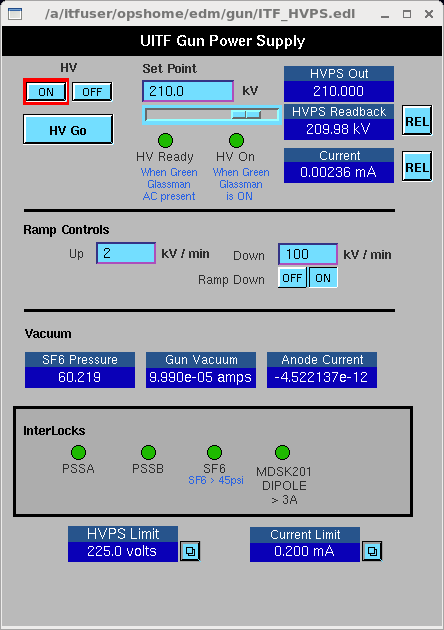 /a/itfuser/opshome/edm/gun/ITF_HVPS.edl
UITF Gun Power Supply
HV
ON OFF
HV Go
Set Point
210.0 kV
HV Ready
When Green
Glassman
AC present
HV On
When Green
Glassman
is ON
HVPS Out
210.000
HVPS Readback
209.98 kV
REL
Current
0.00236 mA
REL
Ramp Controls
Up 2 kV / min
Down 100 kV / min
Ramp Down OFF ON
Vacuum
SF6 Pressure
60.219
Gun Vacuum
9.990e-05 amps
Anode Current
-4.522137e-12
InterLocks
PSSA
PSSB
SF6
SF6 > 45psi
MDSK201
DIPOLE
> 3A
HVPS Limit
225.0 volts
Current Limit
0.200 mA